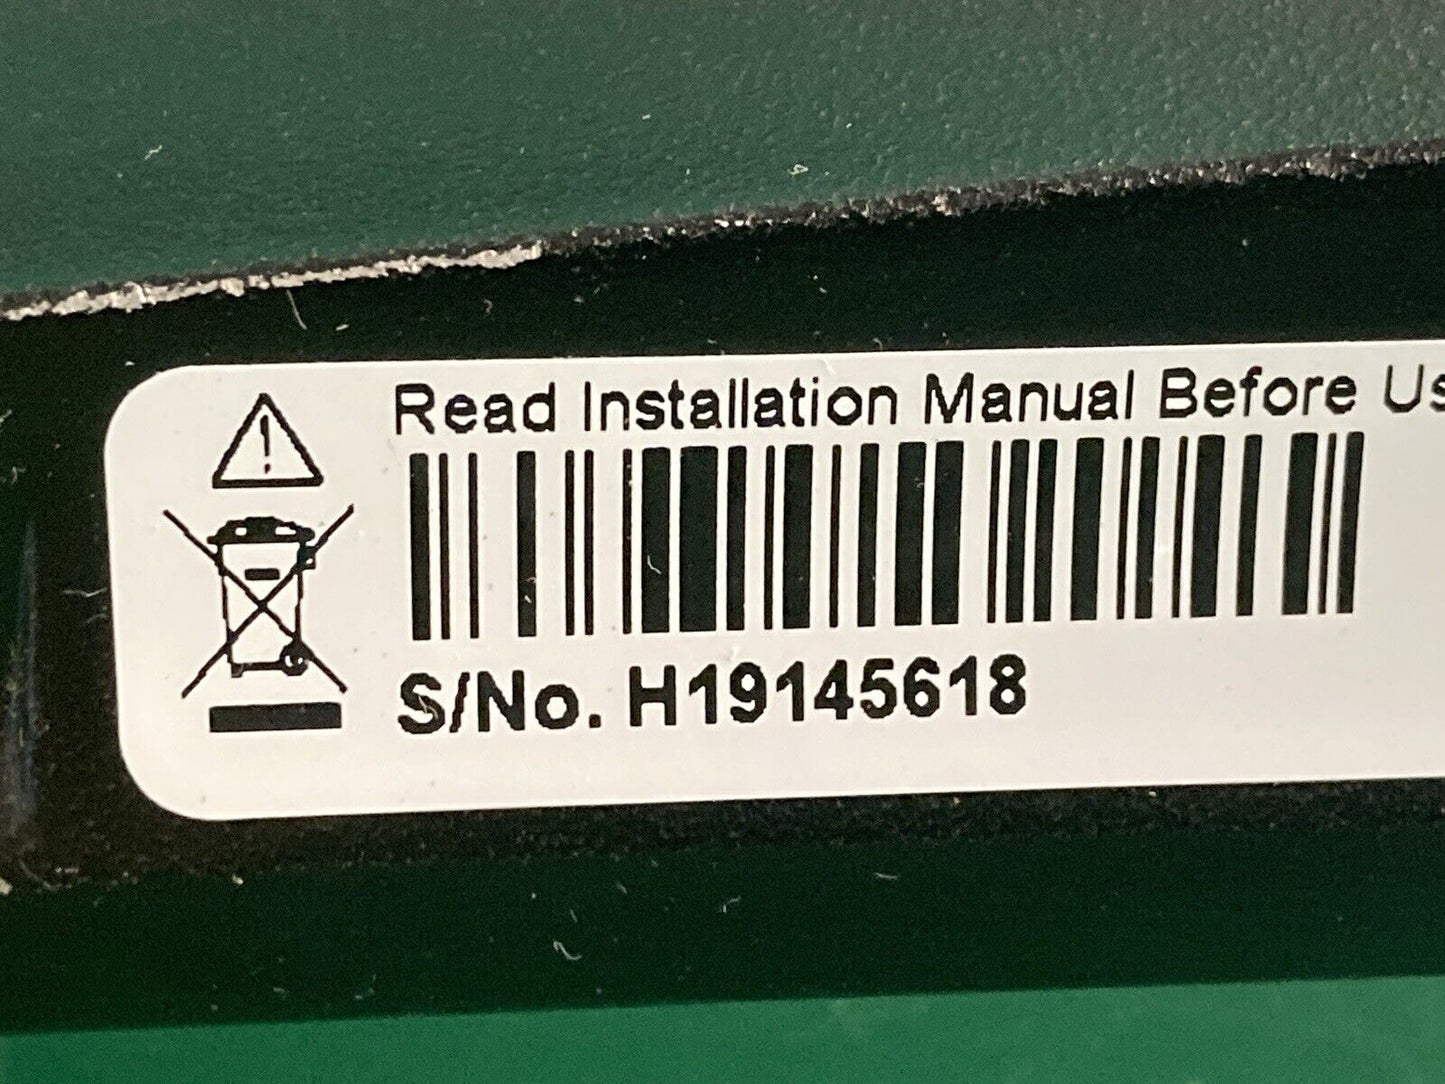 Read Installation Manual Before Us
S/No. H19145618